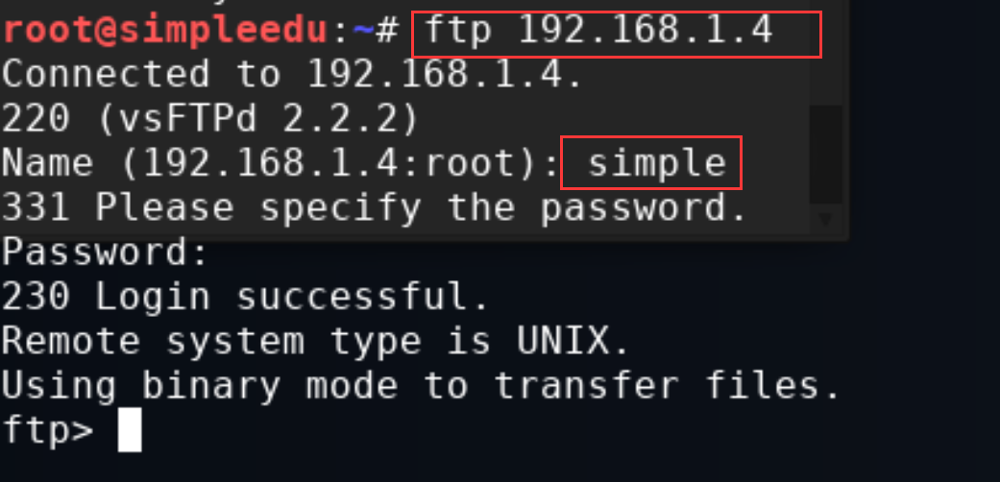 root@simpleedu:~# ftp 192.168.1.4
Connected to 192.168.1.4.
220 (vsFTPd 2.2.2)
Name (192.168.1.4:root): simple
331 Please specify the password.
Password:
230 Login successful.
Remote system type is UNIX.
Using binary mode to transfer files.
ftp>